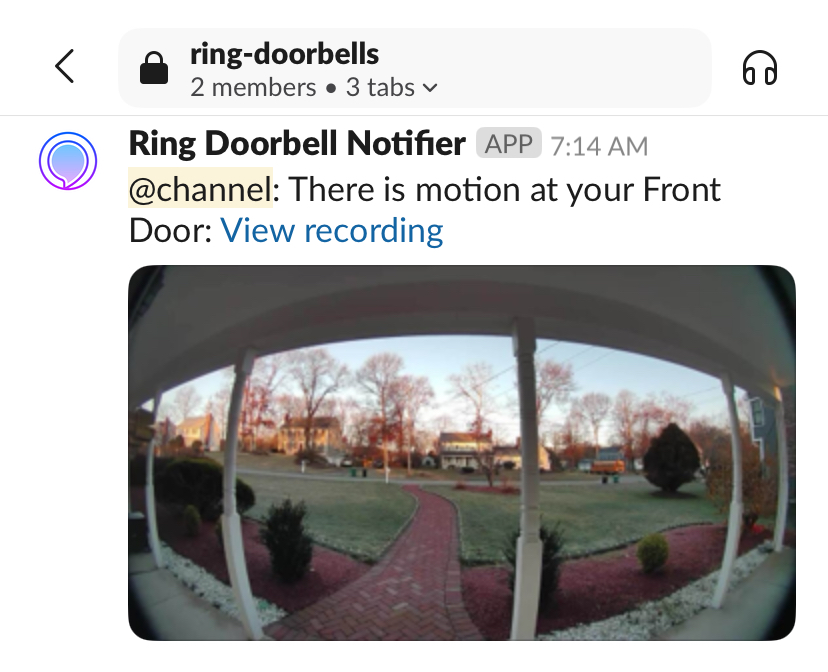 ring-doorbells
2 members • 3 tabs
Ring Doorbell Notifier APP 7:14 AM
@channel: There is motion at your Front
Door: View recording